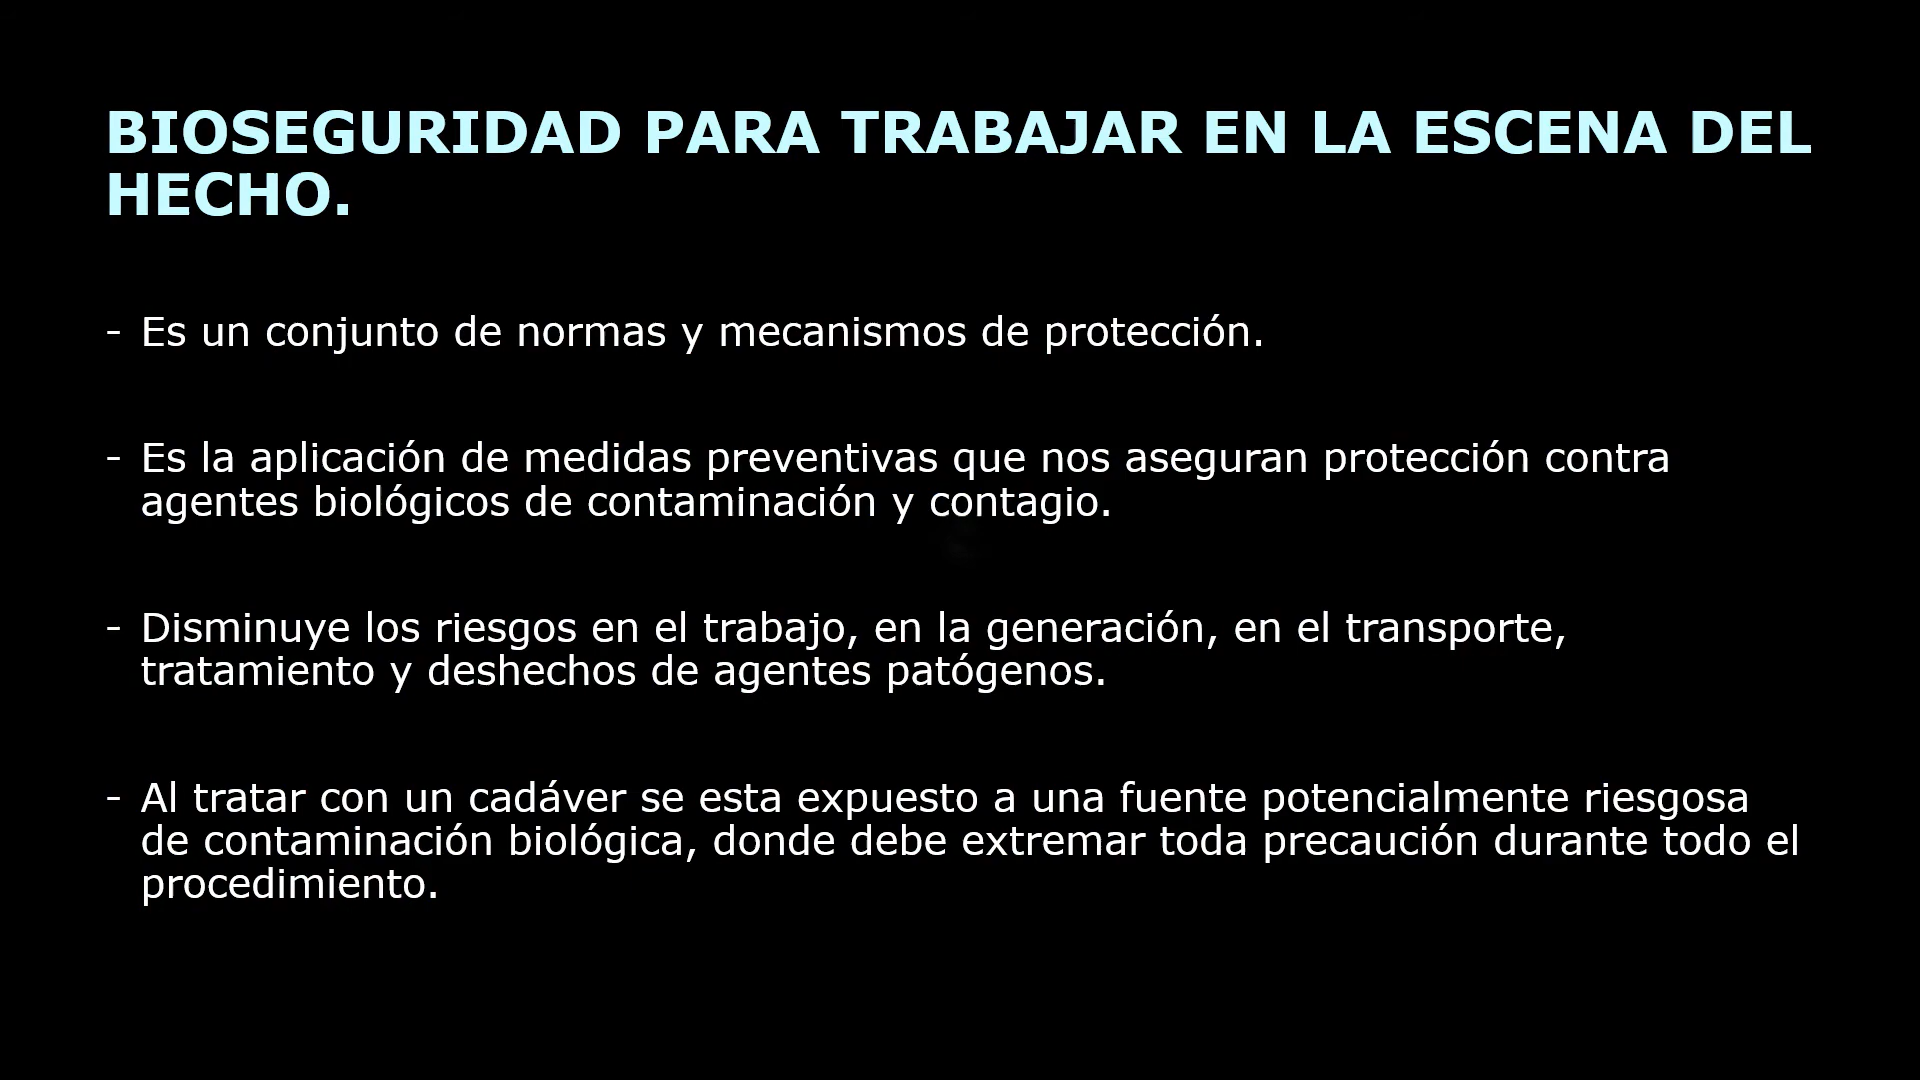 BIOSEGURIDAD PARA TRABAJAR EN LA ESCENA DEL
HECHO.
- Es un conjunto de normas y mecanismos de protección.
- Es la aplicación de medidas preventivas que nos aseguran protección contra
agentes biológicos de contaminación y contagio.
- Disminuye los riesgos en el trabajo, en la generación, en el transporte,
tratamiento y deshechos de agentes patógenos.
- Al tratar con un cadáver se esta expuesto a una fuente potencialmente riesgosa
de contaminación biológica, donde debe extremar toda precaución durante todo el
procedimiento.